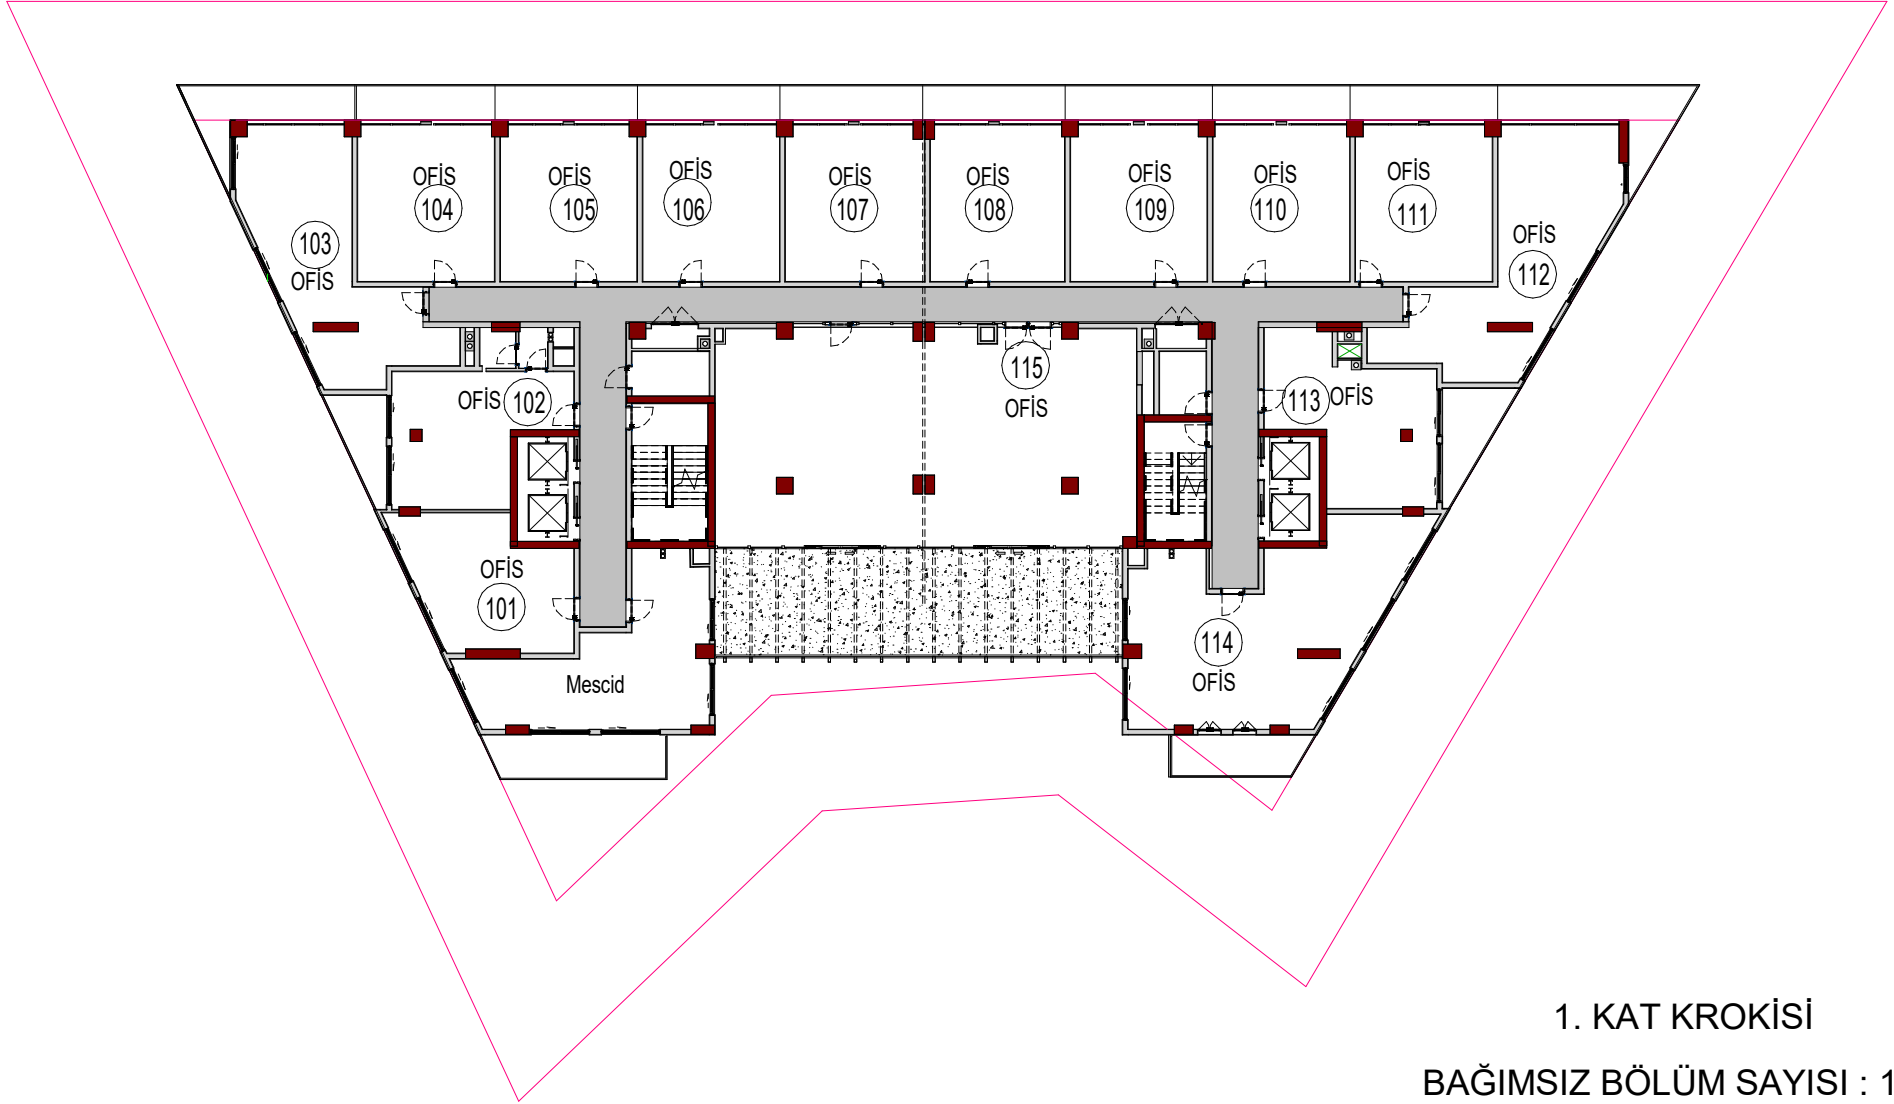 OFİS
104
OFİS
105
OFİS
106
OFİS
107
OFİS
108
OFİS
109
OFİS
110
OFİS
111
103
OFİS
OFİS
112
OFİS 102
115
OFİS
113 OFİS
OFİS
101
114
OFİS
Mescid
1. KAT KROKİSİ
BAĞIMSIZ BÖLÜM SAYISI : 1